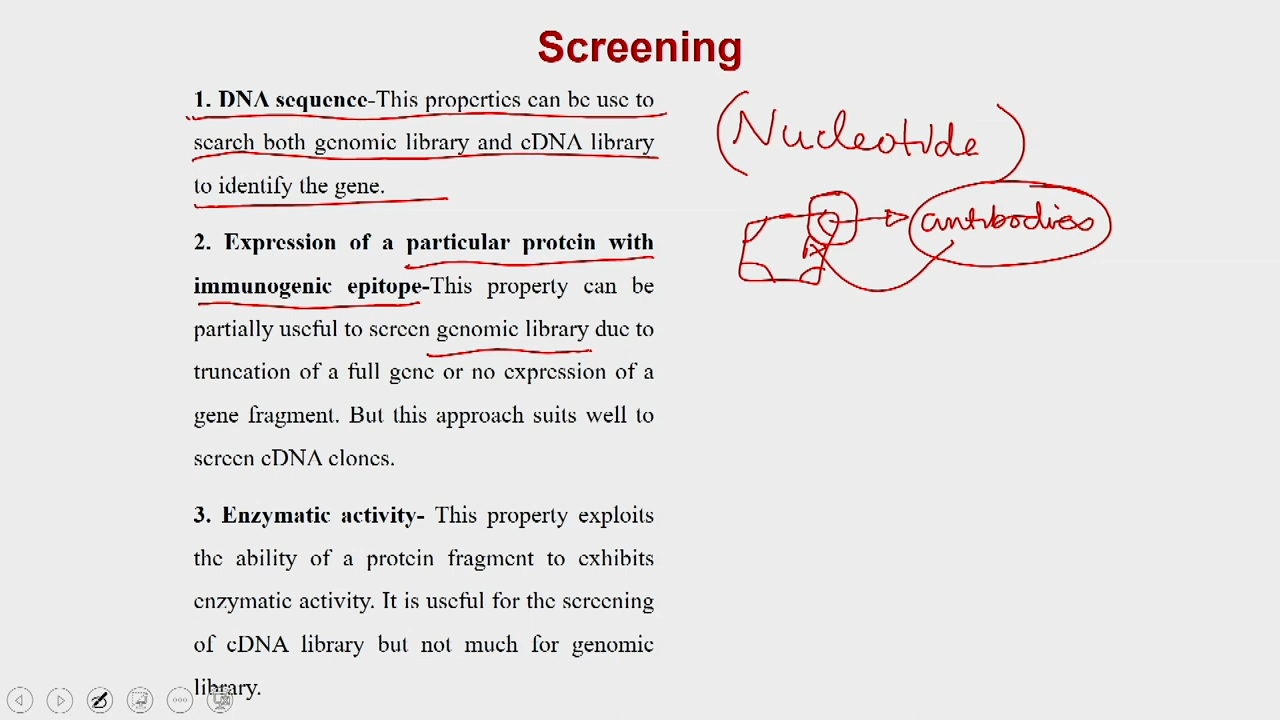 Screening
1. DNA sequence-This properties can be use to
search both genomic library and cDNA library
to identify the gene.
2. Expression of a particular protein with
immunogenic epitope-This property can be
partially useful to screen genomic library due to
truncation of a full gene or no expression of a
gene fragment. But this approach suits well to
screen cDNA clones.
3. Enzymatic activity- This property exploits
the ability of a protein fragment to exhibits
enzymatic activity. It is useful for the screening
of cDNA library but not much for genomic
library.
(Nucleotide)
antibodies